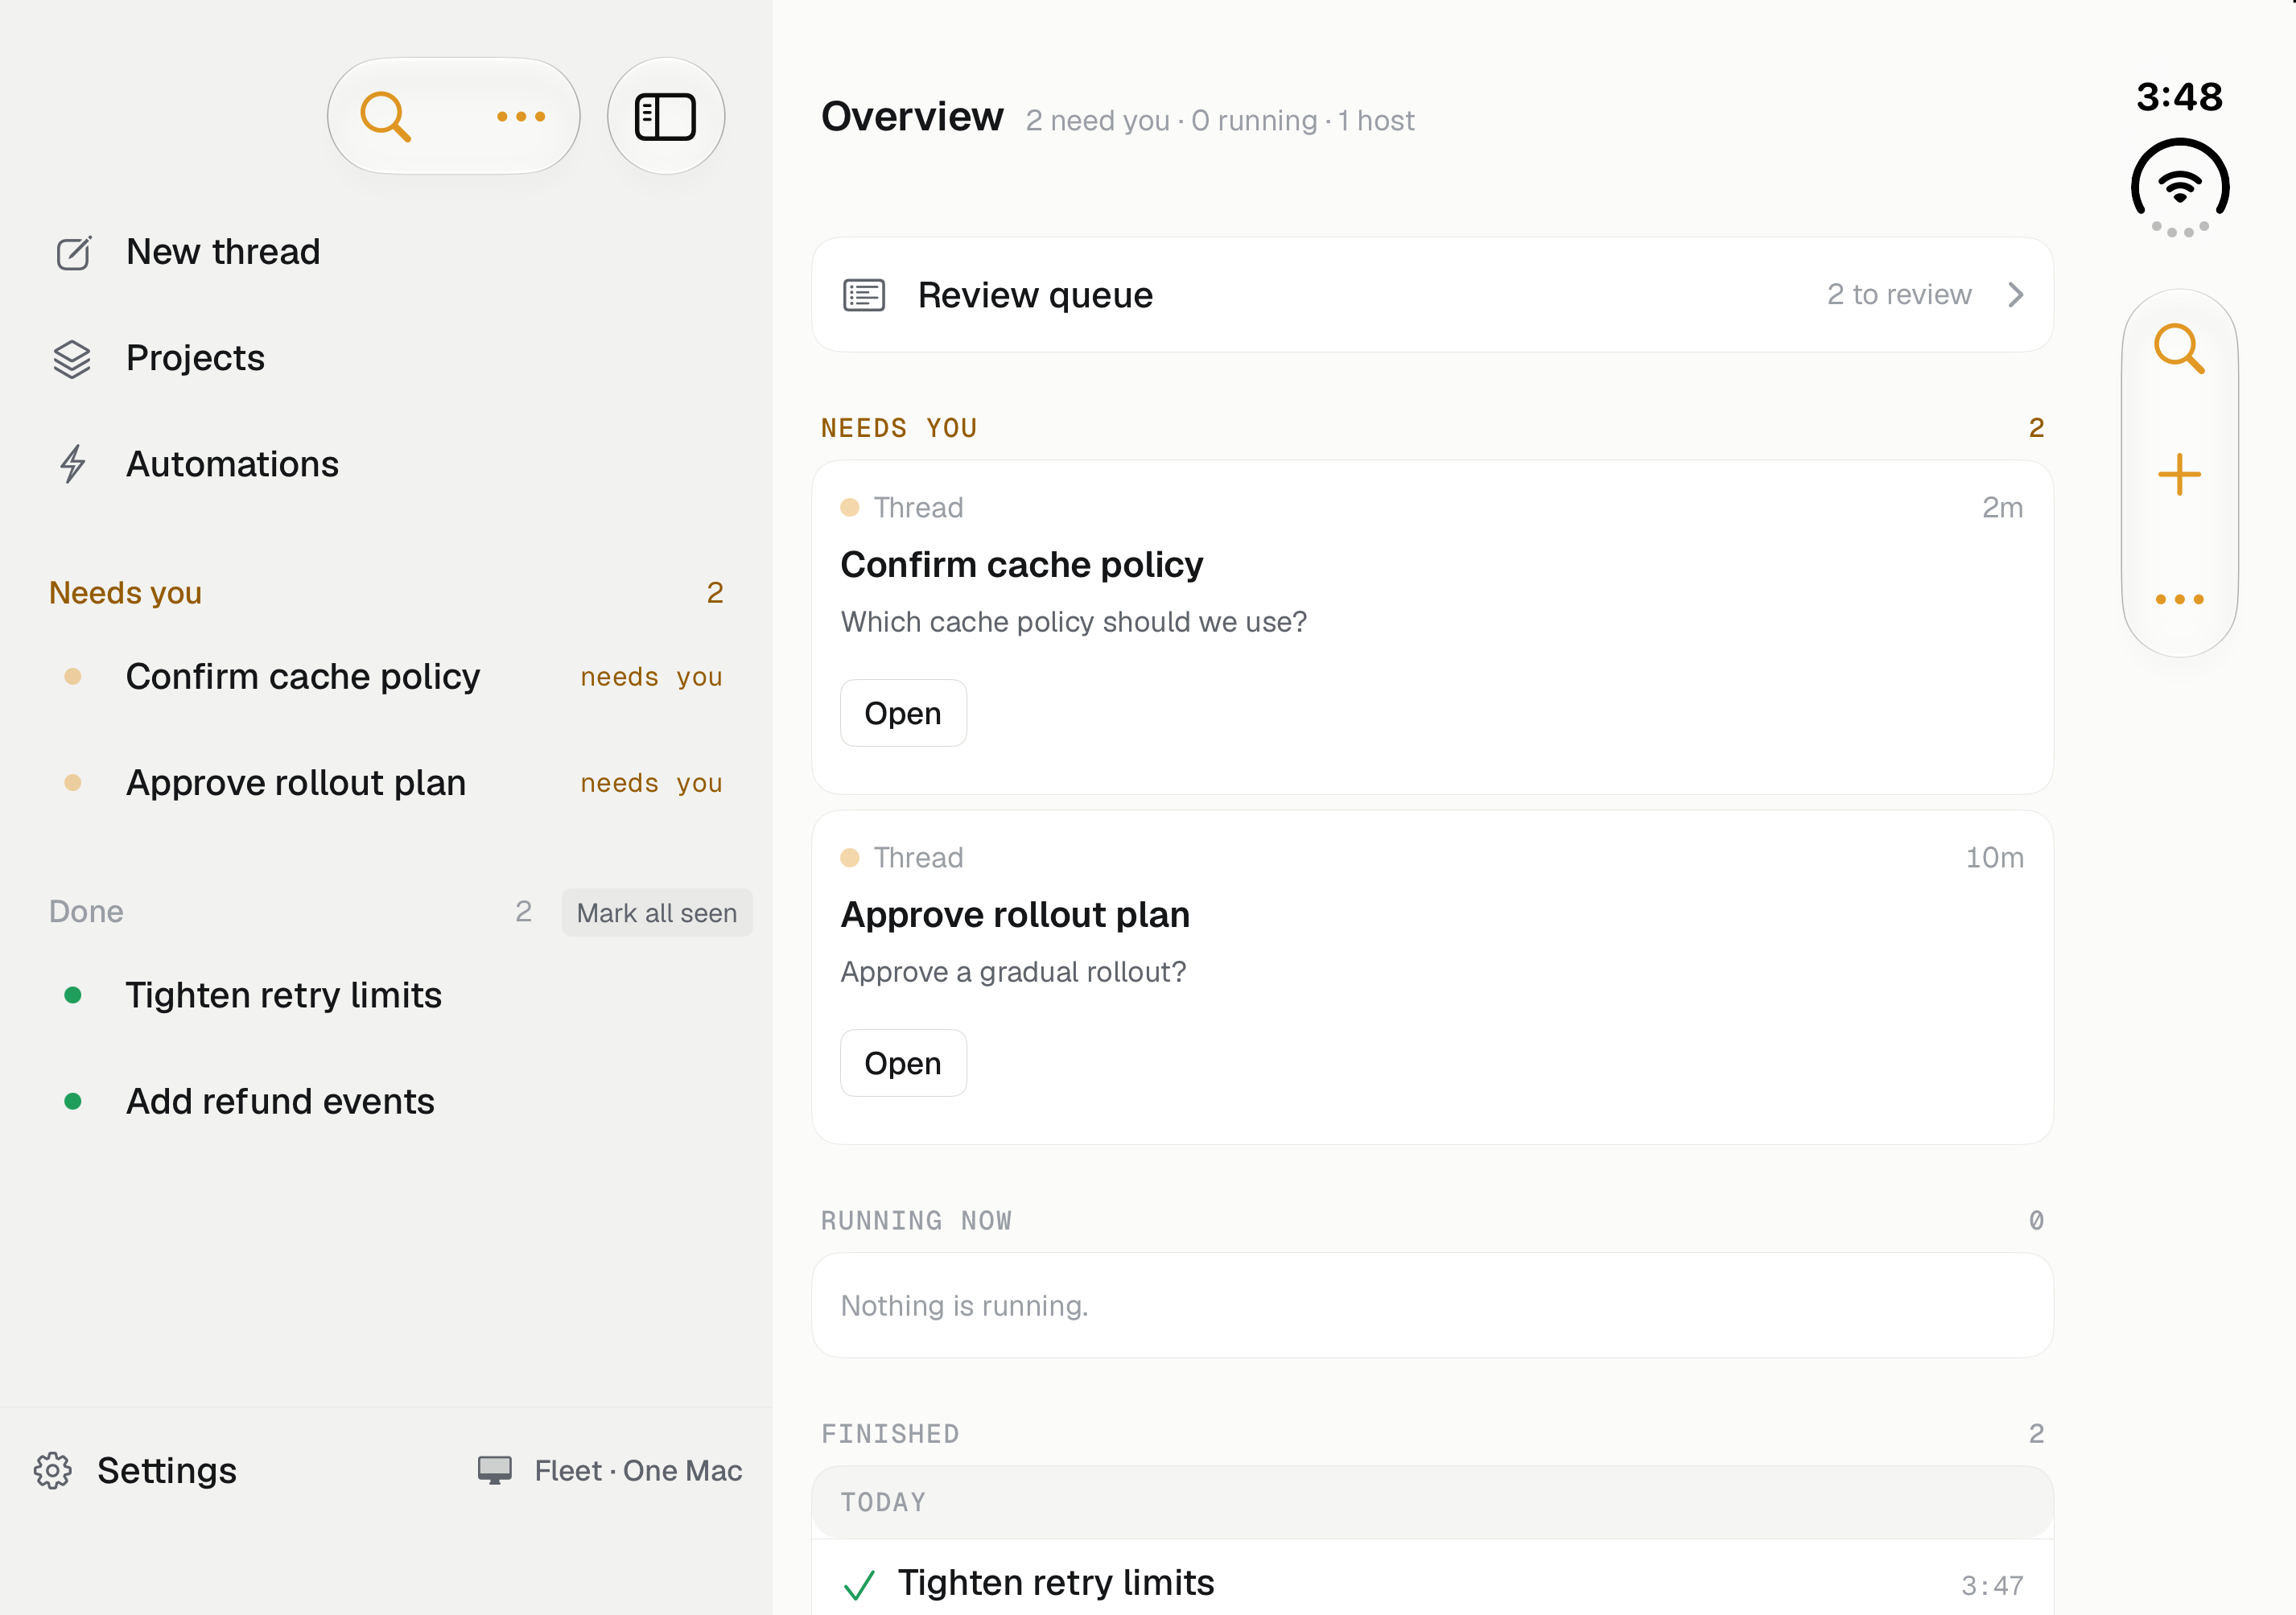 New thread
Projects
Automations
Needs you 2
Confirm cache policy needs you
Approve rollout plan needs you
Done 2 Mark all seen
Tighten retry limits
Add refund events
Settings Fleet · One Mac
Overview 2 need you · 0 running · 1 host
Review queue 2 to review
NEEDS YOU 2
Thread 2m
Confirm cache policy
Which cache policy should we use?
Open
Thread 10m
Approve rollout plan
Approve a gradual rollout?
Open
RUNNING NOW 0
Nothing is running.
FINISHED 2
TODAY
Tighten retry limits 3:47
3:48